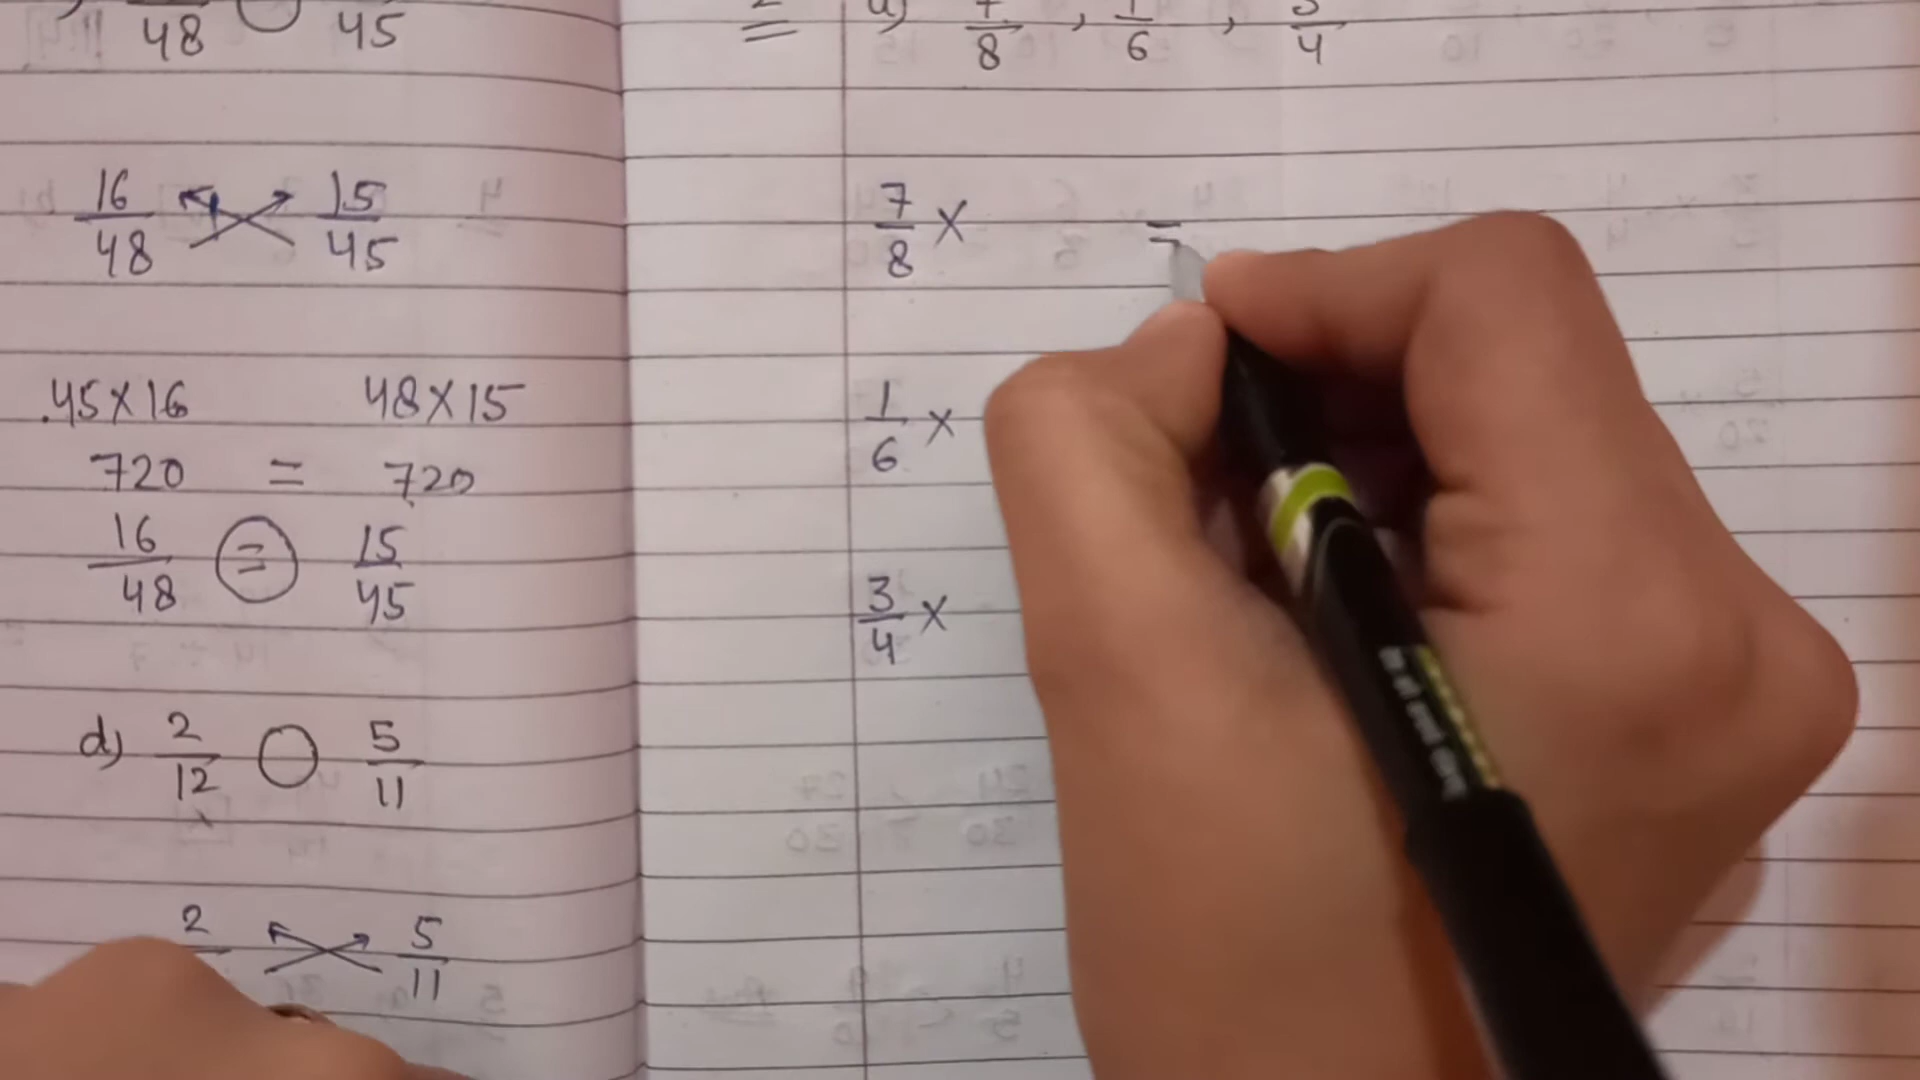 48 ○ 45
16/48 15/45
.45×16 48×15
720 = 720
16/48 = 15/45
d) 2/12 ○ 5/11
2 5/11
2 a) 7/8 , 1/6 , 3/4
7/8 × =
1/6 ×
3/4 ×